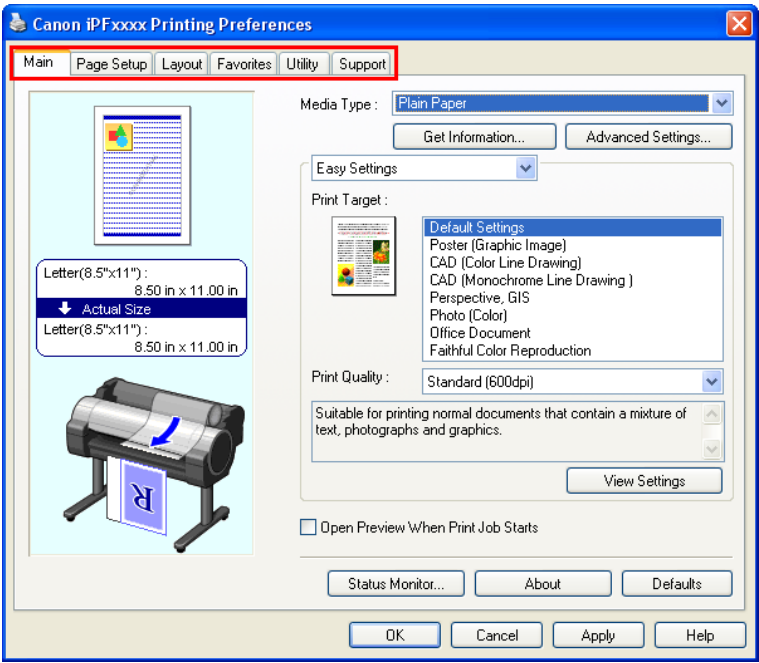 Canon iPFxxxx Printing Preferences
Main Page Setup Layout Favorites Utility Support
Media Type : Plain Paper
Get Information... Advanced Settings...
Easy Settings
Print Target :
Default Settings
Poster (Graphic Image)
CAD (Color Line Drawing)
CAD (Monochrome Line Drawing )
Perspective, GIS
Photo (Color)
Office Document
Faithful Color Reproduction
Letter(8.5"x11") :
8.50 in x 11.00 in
Actual Size
Letter(8.5"x11") :
8.50 in x 11.00 in
R
Print Quality : Standard (600dpi)
Suitable for printing normal documents that contain a mixture of
text, photographs and graphics.
View Settings
Open Preview When Print Job Starts
Status Monitor... About Defaults
OK Cancel Apply Help